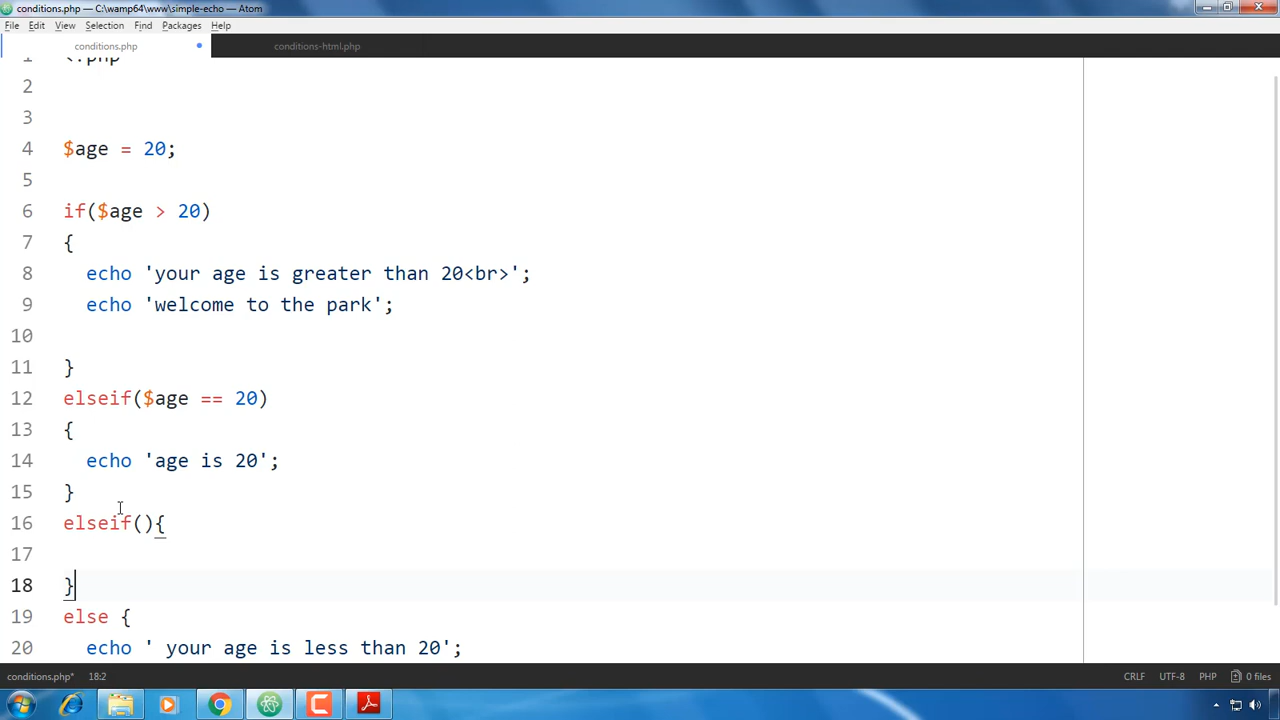 conditions.php — C:\wamp64\www\simple-echo — Atom
File Edit View Selection Find Packages Help
conditions.php conditions-html.php
1 <?php
2
3
4 $age = 20;
5
6 if($age > 20)
7 {
8 echo 'your age is greater than 20<br>';
9 echo 'welcome to the park';
10
11 }
12 elseif($age == 20)
13 {
14 echo 'age is 20';
15 }
16 elseif(){
17
18 }
19 else {
20 echo ' your age is less than 20';
conditions.php* 18:2 CRLF UTF-8 PHP 0 files